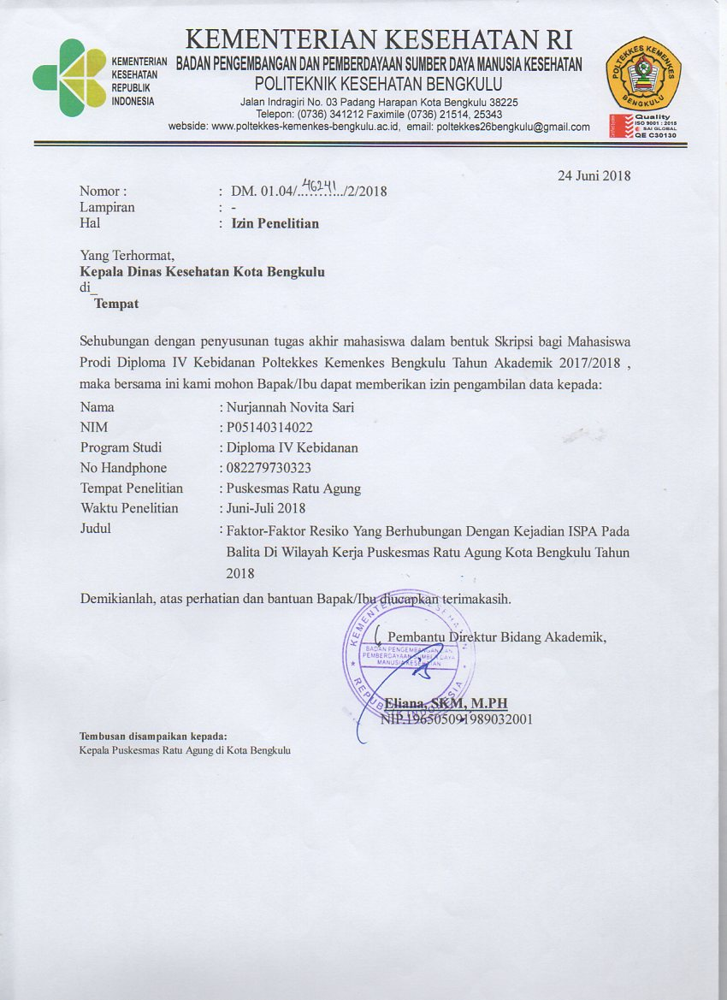 KEMENTERIAN KESEHATAN RI
BADAN PENGEMBANGAN DAN PEMBERDAYAAN SUMBER DAYA MANUSIA KESEHATAN
POLITEKNIK KESEHATAN BENGKULU
Jalan Indragiri No. 03 Padang Harapan Kota Bengkulu 38225
Telepon: (0736) 341212 Faximile (0736) 21514, 25343
webside: www.poltekkes-kemenkes-bengkulu.ac.id, email: poltekkes26bengkulu@gmail.com
KEMENTERIAN
KESEHATAN
REPUBLIK
INDONESIA
POLTEKKES KEMENKES
BENGKULU
Quality
ISO 9001 : 2015
SAI GLOBAL
QE C30130
24 Juni 2018
Nomor : : DM. 01.04/...46241.../2/2018
Lampiran : -
Hal : Izin Penelitian
Yang Terhormat,
Kepala Dinas Kesehatan Kota Bengkulu
di_
Tempat
Sehubungan dengan penyusunan tugas akhir mahasiswa dalam bentuk Skripsi bagi Mahasiswa
Prodi Diploma IV Kebidanan Poltekkes Kemenkes Bengkulu Tahun Akademik 2017/2018 ,
maka bersama ini kami mohon Bapak/Ibu dapat memberikan izin pengambilan data kepada:
Nama : Nurjannah Novita Sari
NIM : P05140314022
Program Studi : Diploma IV Kebidanan
No Handphone : 082279730323
Tempat Penelitian : Puskesmas Ratu Agung
Waktu Penelitian : Juni-Juli 2018
Judul : Faktor-Faktor Resiko Yang Berhubungan Dengan Kejadian ISPA Pada
Balita Di Wilayah Kerja Puskesmas Ratu Agung Kota Bengkulu Tahun
2018
Demikianlah, atas perhatian dan bantuan Bapak/Ibu diucapkan terimakasih.
Pembantu Direktur Bidang Akademik,
KEMENTERIAN KESEHATAN
BADAN PENGEMBANGAN DAN
PEMBERDAYAAN SUMBER DAYA
MANUSIA KESEHATAN
REPUBLIK INDONESIA
Eliana, SKM, M.PH
NIP.196505091989032001
Tembusan disampaikan kepada:
Kepala Puskesmas Ratu Agung di Kota Bengkulu